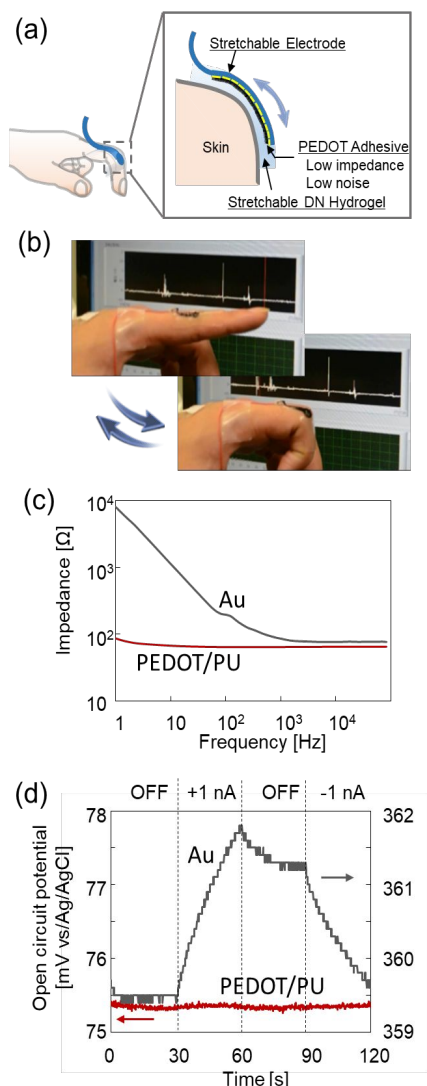 (a)
Stretchable Electrode
Skin
PEDOT Adhesive
Low impedance
Low noise
Stretchable DN Hydrogel
(b)
(c)
Impedance [Ω]
10⁴
10³
10²
10
Au
PEDOT/PU
1 10 10² 10³ 10⁴
Frequency [Hz]
(d)
OFF +1 nA OFF -1 nA
Open circuit potential
[mV vs/Ag/AgCl]
78
77
76
75
Au
PEDOT/PU
362
361
360
359
0 30 60 90 120
Time [s]